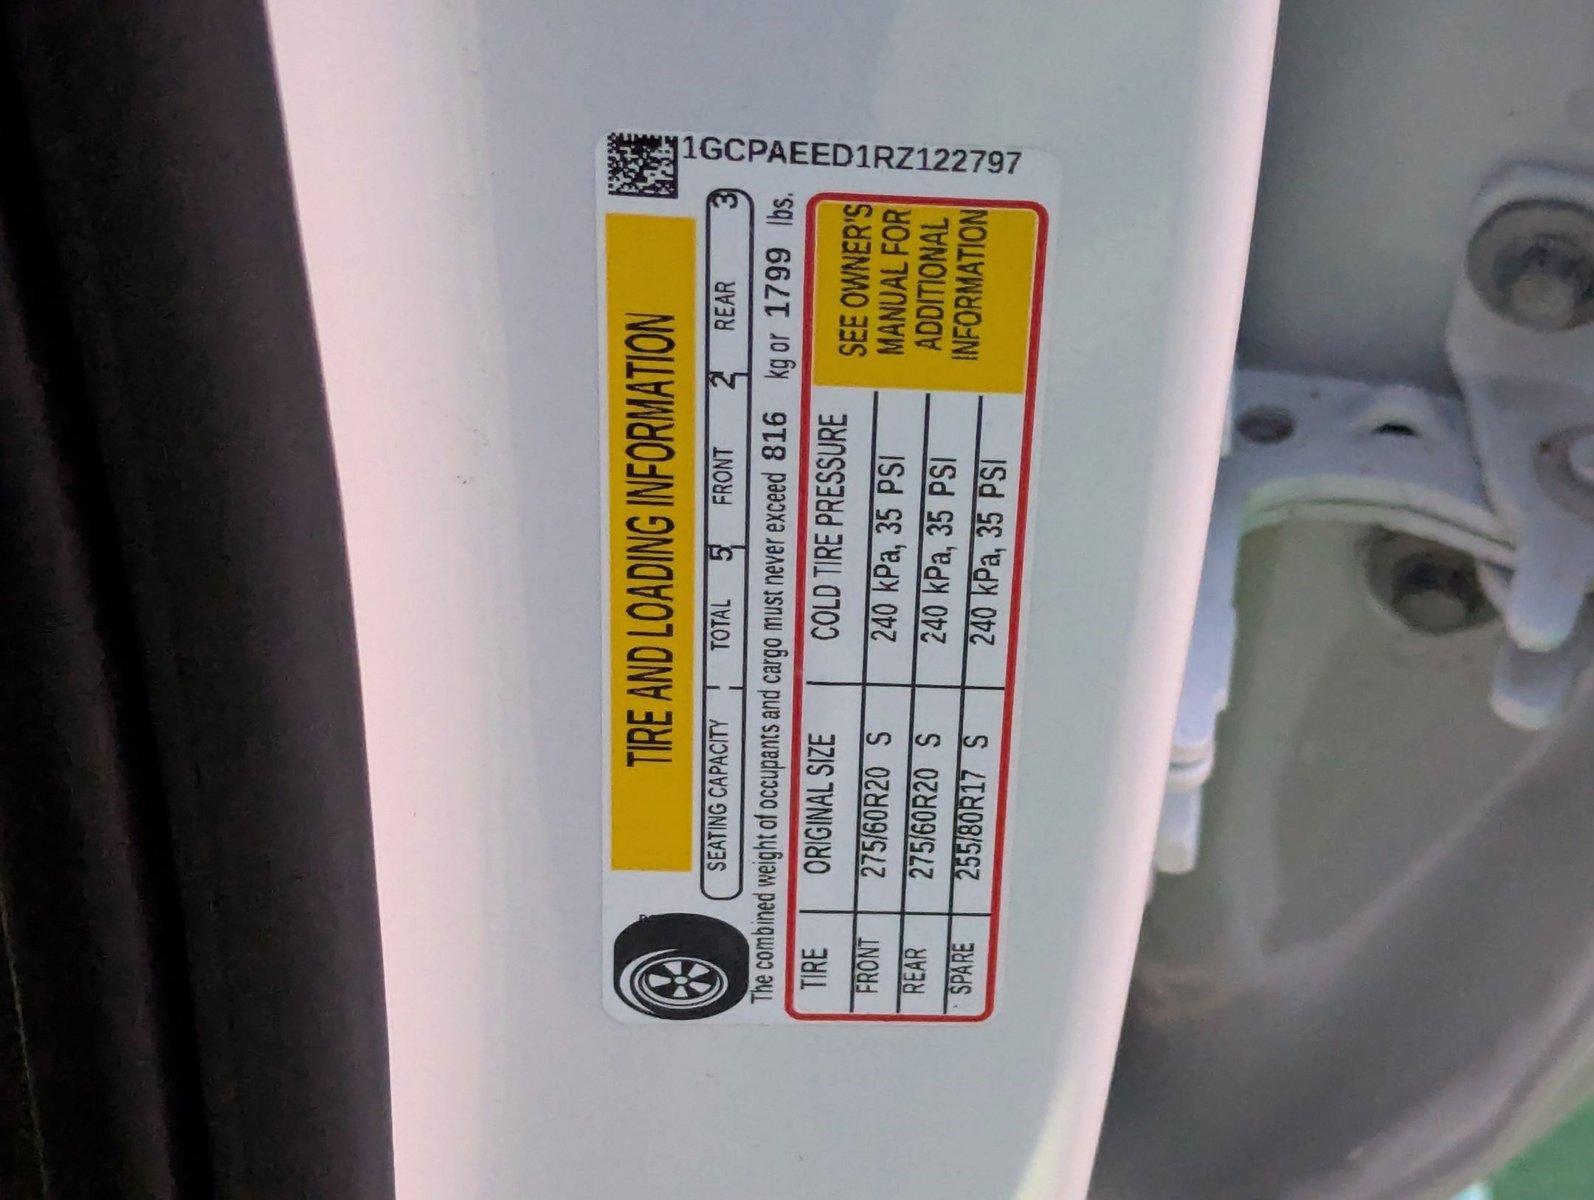 1GCPAEED1RZ122797
TIRE AND LOADING INFORMATION
SEATING CAPACITY TOTAL 5 FRONT 2 REAR 3
The combined weight of occupants and cargo must never exceed 816 kg or 1799 lbs.
TIRE ORIGINAL SIZE COLD TIRE PRESSURE
FRONT 275/60R20 S 240 kPa, 35 PSI
REAR 275/60R20 S 240 kPa, 35 PSI
SPARE 255/80R17 S 240 kPa, 35 PSI
SEE OWNER'S
MANUAL FOR
ADDITIONAL
INFORMATION